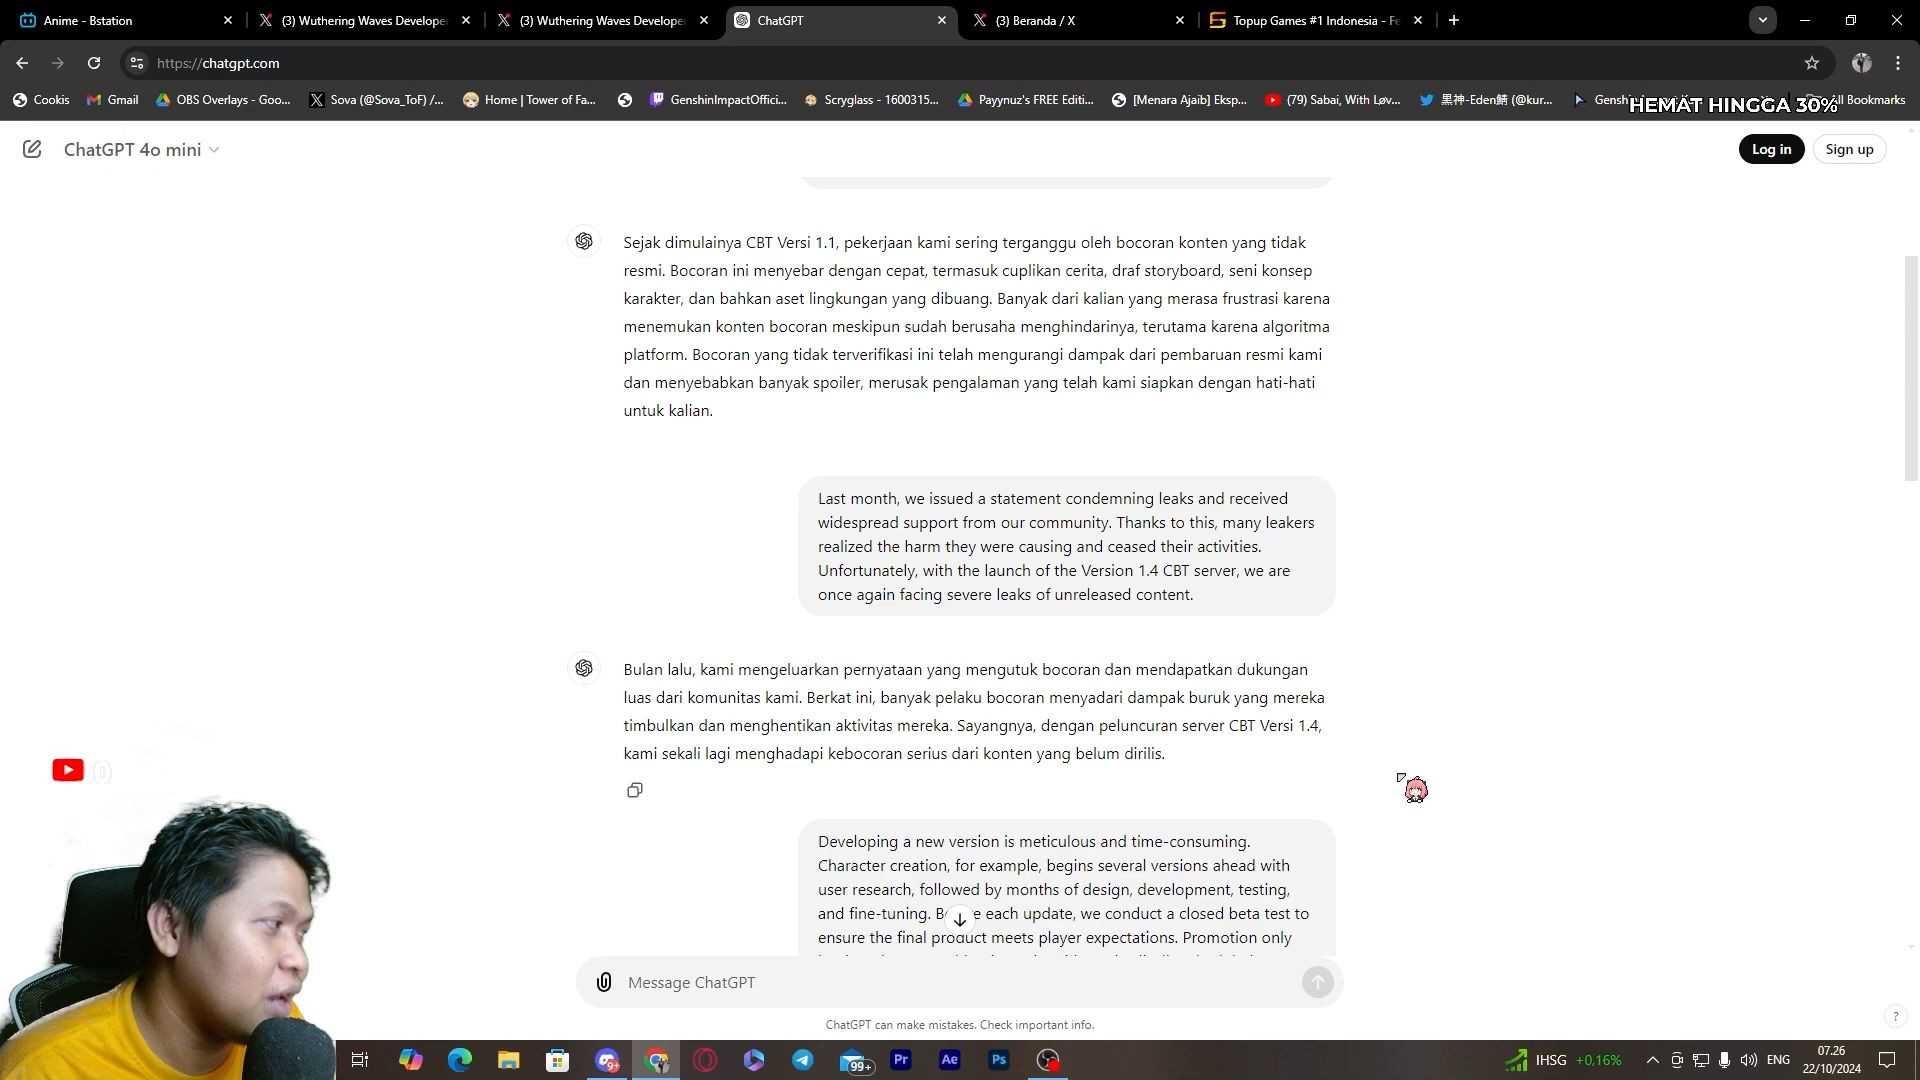 Anime - Bstation
(3) Wuthering Waves Develope
(3) Wuthering Waves Develope
ChatGPT
(3) Beranda / X
Topup Games #1 Indonesia - Fe
https://chatgpt.com
Cookis
Gmail
OBS Overlays - Goo...
Sova (@Sova_ToF) /...
Home | Tower of Fa...
GenshinImpactOffici...
Scryglass - 1600315...
Payynuz's FREE Editi...
[Menara Ajaib] Eksp...
(79) Sabai, With Løv...
黒神-Eden鯖 (@kur...
HEMAT HINGGA 30%
Bookmarks
ChatGPT 4o mini
Log in
Sign up
Sejak dimulainya CBT Versi 1.1, pekerjaan kami sering terganggu oleh bocoran konten yang tidak
resmi. Bocoran ini menyebar dengan cepat, termasuk cuplikan cerita, draf storyboard, seni konsep
karakter, dan bahkan aset lingkungan yang dibuang. Banyak dari kalian yang merasa frustrasi karena
menemukan konten bocoran meskipun sudah berusaha menghindarinya, terutama karena algoritma
platform. Bocoran yang tidak terverifikasi ini telah mengurangi dampak dari pembaruan resmi kami
dan menyebabkan banyak spoiler, merusak pengalaman yang telah kami siapkan dengan hati-hati
untuk kalian.
Last month, we issued a statement condemning leaks and received
widespread support from our community. Thanks to this, many leakers
realized the harm they were causing and ceased their activities.
Unfortunately, with the launch of the Version 1.4 CBT server, we are
once again facing severe leaks of unreleased content.
Bulan lalu, kami mengeluarkan pernyataan yang mengutuk bocoran dan mendapatkan dukungan
luas dari komunitas kami. Berkat ini, banyak pelaku bocoran menyadari dampak buruk yang mereka
timbulkan dan menghentikan aktivitas mereka. Sayangnya, dengan peluncuran server CBT Versi 1.4,
kami sekali lagi menghadapi kebocoran serius dari konten yang belum dirilis.
0
Developing a new version is meticulous and time-consuming.
Character creation, for example, begins several versions ahead with
user research, followed by months of design, development, testing,
and fine-tuning. each update, we conduct a closed beta test to
ensure the final product meets player expectations. Promotion only
Message ChatGPT
ChatGPT can make mistakes. Check important info.
?
99+
Pr
Ae
Ps
IHSG +0,16%
ENG
07.26
22/10/2024